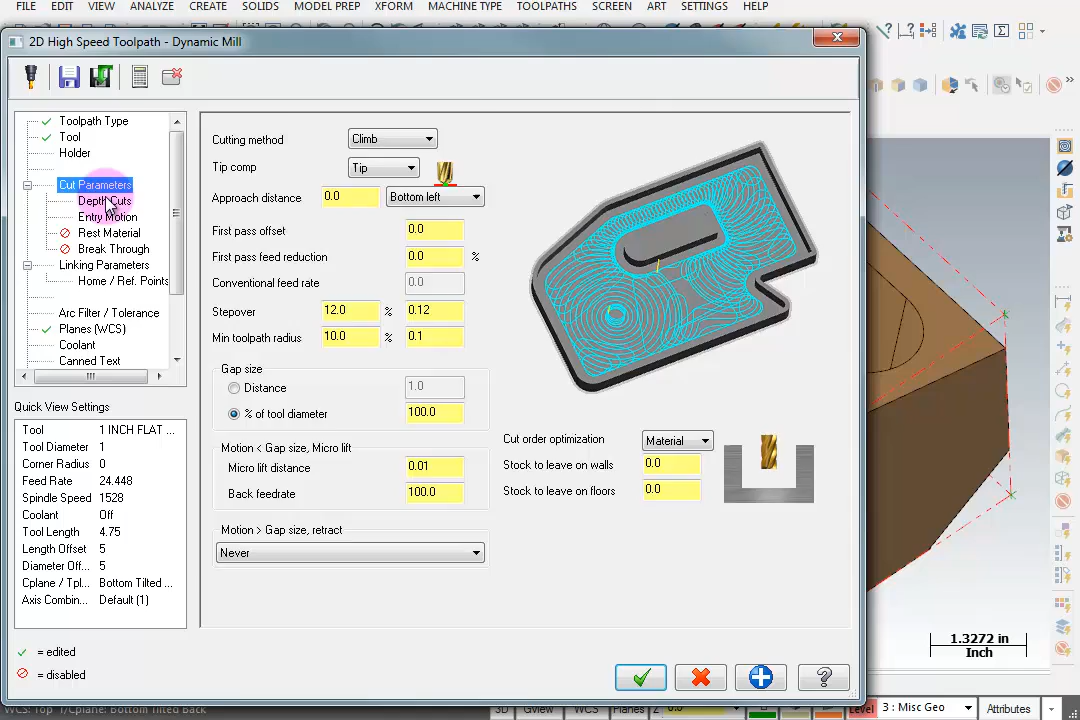 FILE EDIT VIEW ANALYZE CREATE SOLIDS MODEL PREP XFORM MACHINE TYPE TOOLPATHS SCREEN ART SETTINGS HELP
2D High Speed Toolpath - Dynamic Mill
Toolpath Type
Tool
Holder
Cut Parameters
Depth Cuts
Entry Motion
Rest Material
Break Through
Linking Parameters
Home / Ref. Points
Arc Filter / Tolerance
Planes (WCS)
Coolant
Canned Text
Quick View Settings
Tool 1 INCH FLAT ...
Tool Diameter 1
Corner Radius 0
Feed Rate 24.448
Spindle Speed 1528
Coolant Off
Tool Length 4.75
Length Offset 5
Diameter Off... 5
Cplane / Tpl... Bottom Tilted ...
Axis Combin... Default (1)
= edited
= disabled
Cutting method Climb
Tip comp Tip
Approach distance 0.0 Bottom left
First pass offset 0.0
First pass feed reduction 0.0 %
Conventional feed rate 0.0
Stepover 12.0 % 0.12
Min toolpath radius 10.0 % 0.1
Gap size
Distance 1.0
% of tool diameter 100.0
Motion < Gap size, Micro lift
Micro lift distance 0.01
Back feedrate 100.0
Motion > Gap size, retract
Never
Cut order optimization Material
Stock to leave on walls 0.0
Stock to leave on floors 0.0
1.3272 in
Inch
WCS: Top T/Cplane: Bottom Tilted Back 3D Gview WCS Planes Z 0.5 Level 3 : Misc Geo Attributes